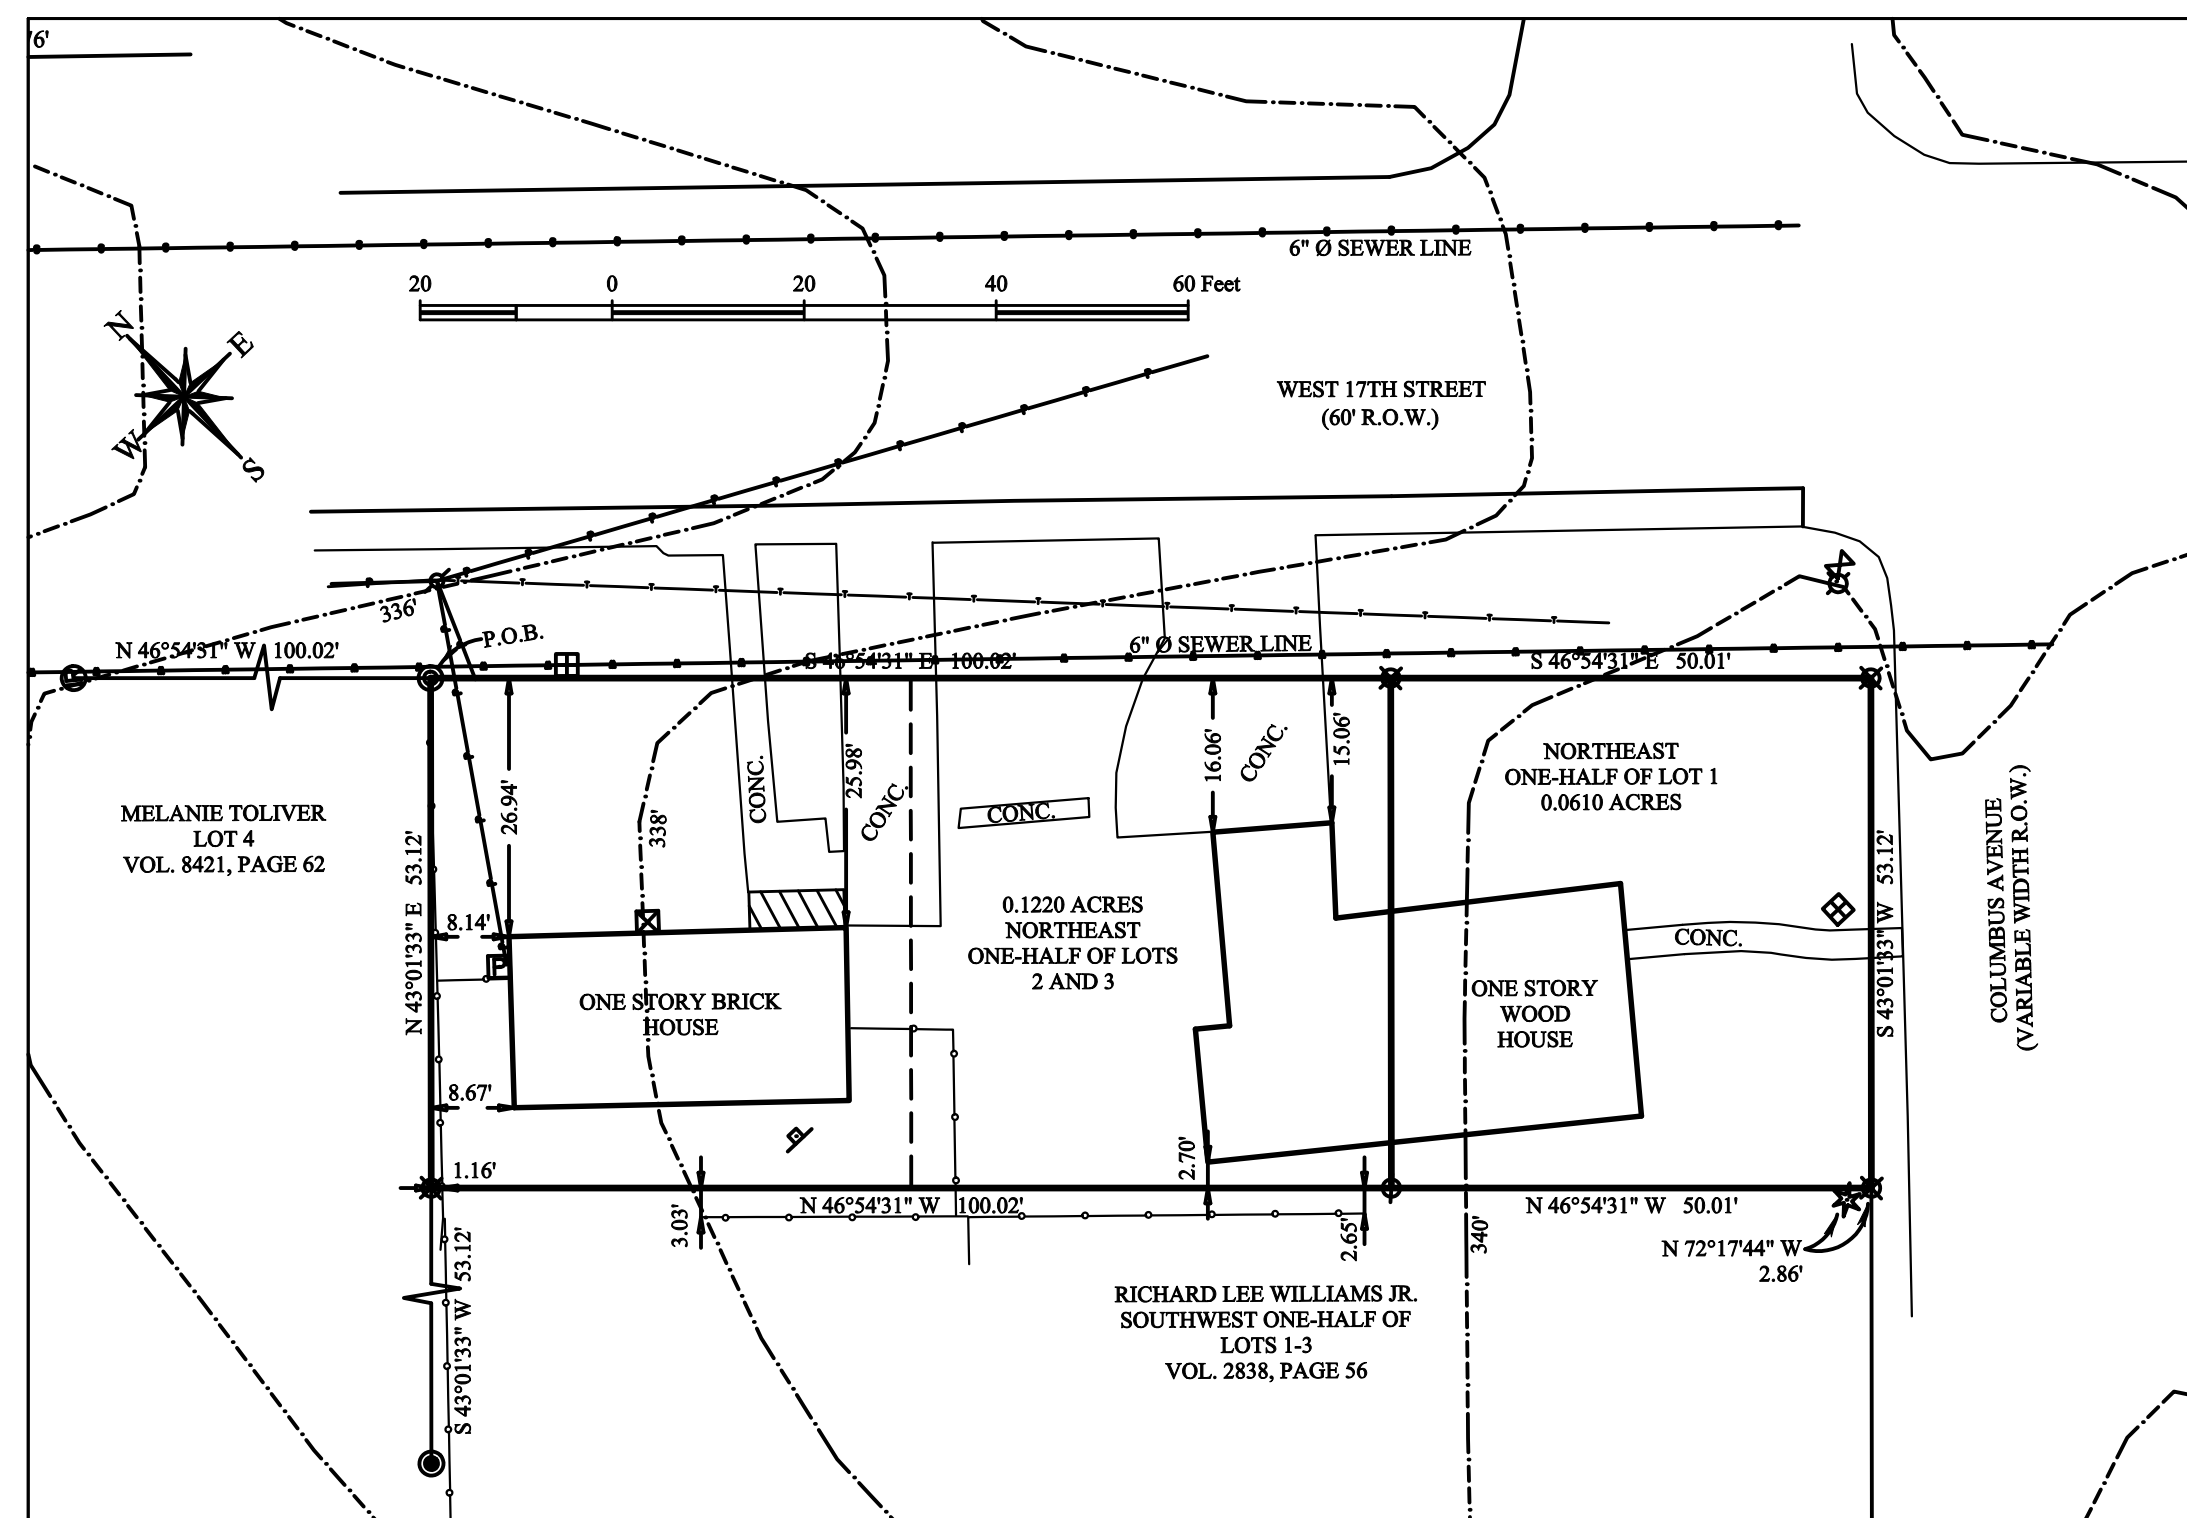 '6'
6" Ø SEWER LINE
20 0 20 40 60 Feet
N
E
W
S
WEST 17TH STREET
(60' R.O.W.)
336'
P.O.B.
N 46°54'31" W 100.02'
S 46°54'31" E 100.02'
6" Ø SEWER LINE
S 46°54'31" E 50.01'
MELANIE TOLIVER
LOT 4
VOL. 8421, PAGE 62
N 43°01'33" E 53.12'
26.94'
338'
CONC.
25.98'
CONC.
CONC.
16.06'
CONC.
15.06'
NORTHEAST
ONE-HALF OF LOT 1
0.0610 ACRES
S 43°01'33" W 53.12'
COLUMBUS AVENUE
(VARIABLE WIDTH R.O.W.)
8.14'
P
0.1220 ACRES
NORTHEAST
ONE-HALF OF LOTS
2 AND 3
CONC.
ONE STORY BRICK
HOUSE
ONE STORY
WOOD
HOUSE
8.67'
1.16'
2.70'
3.03'
N 46°54'31" W 100.02'
2.65'
340'
N 46°54'31" W 50.01'
N 72°17'44" W
2.86'
S 43°01'33" W 53.12'
RICHARD LEE WILLIAMS JR.
SOUTHWEST ONE-HALF OF
LOTS 1-3
VOL. 2838, PAGE 56